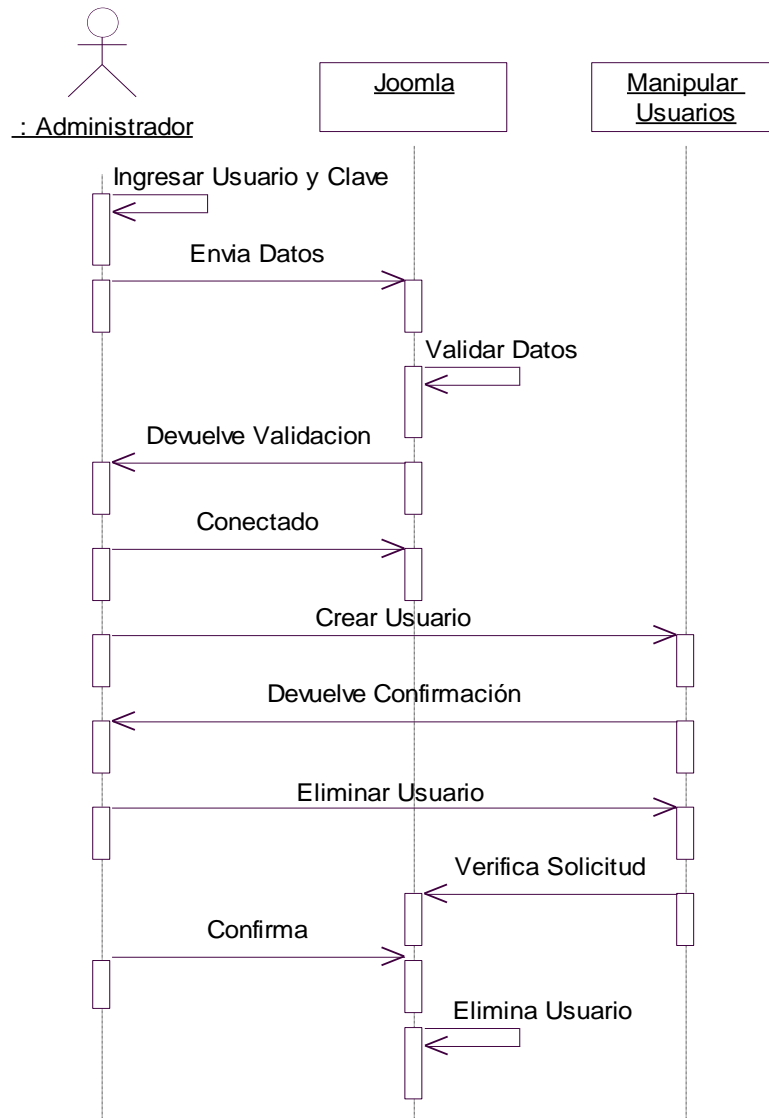 : Administrador
Joomla
Manipular
Usuarios
Ingresar Usuario y Clave
Envia Datos
Validar Datos
Devuelve Validacion
Conectado
Crear Usuario
Devuelve Confirmación
Eliminar Usuario
Verifica Solicitud
Confirma
Elimina Usuario